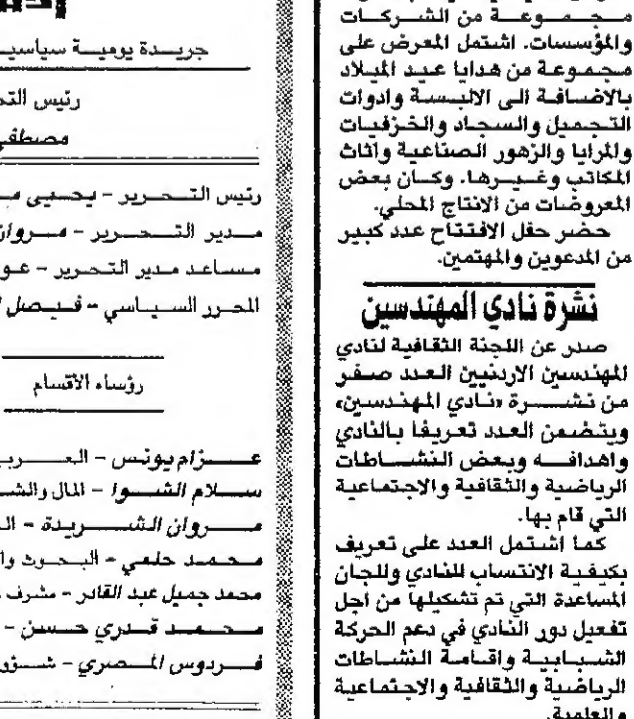 مجموعة من الشركات
والمؤسسات. اشتمل المعرض على
مجموعة من هدايا عيد الميلاد
بالاضافة الى الالبسة وادوات
التجميل والسجاد والخزفيات
والمرايا والزهور الصناعية واثاث
المكاتب وغيرها. وكان بعض
المعروضات من الانتاج المحلي.
حضر حفل الافتتاح عدد كبير
من المدعوين والمهتمين.
نشرة نادي المهندسين
صدر عن اللجنة الثقافية لنادي
المهندسين الاردنيين العدد صفر
من نشرة «نادي المهندسين»
ويتضمن العدد تعريفا بالنادي
واهدافه وبعض النشاطات
الرياضية والثقافية والاجتماعية
التي قام بها.
كما اشتمل العدد على تعريف
بكيفية الانتساب للنادي وللجان
المساعدة التي تم تشكيلها من اجل
تفعيل دور النادي في دعم الحركة
الشبابية واقامة النشاطات
الرياضية والثقافية والاجتماعية
والعلمية.
جريدة يومية
رئيس
رئيس التحرير - يحيى
مدير التحرير - مروان
مساعد مدير التحرير -
المحرر السياسي - فيصل
رؤساء الأقسام
عزام يونس -
سلام الشوا - المال
مروان الشريدة -
محمد حلمي - البحوث
محمد جميل عبد القادر - مشرف
محمد قدري حسن -
فردوس المصري -